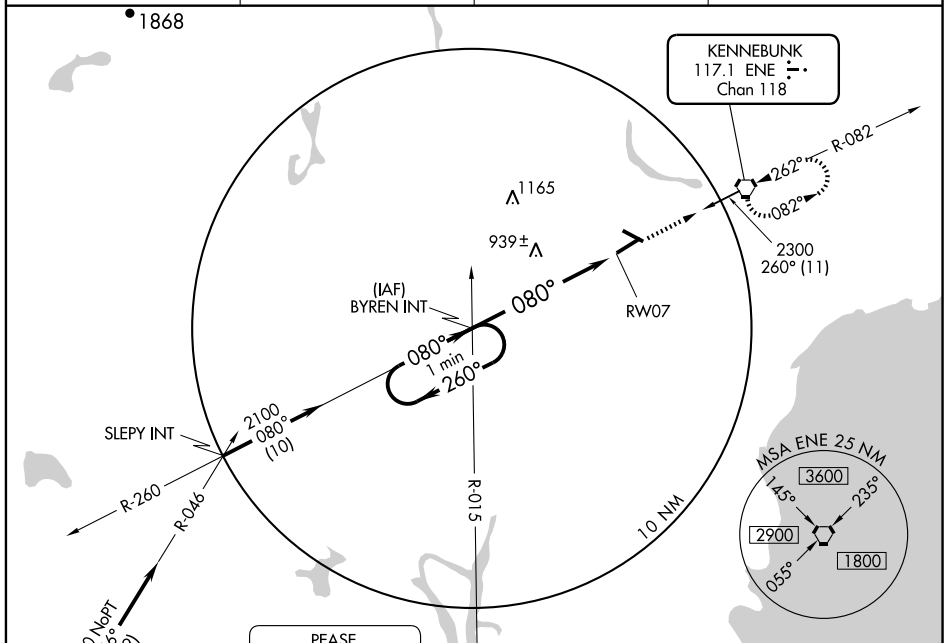 1868
KENNEBUNK
117.1 ENE
Chan 118
R-082
262°
082°
1165
939±
2300
260° (11)
(IAF)
BYREN INT
080°
RW07
080°
1 min
260°
2100
080°
(10)
SLEPY INT
R-260
R-046
R-015
10 NM
MSA ENE 25 NM
3600
145°
235°
2900
1800
055°
NoPT
PEASE